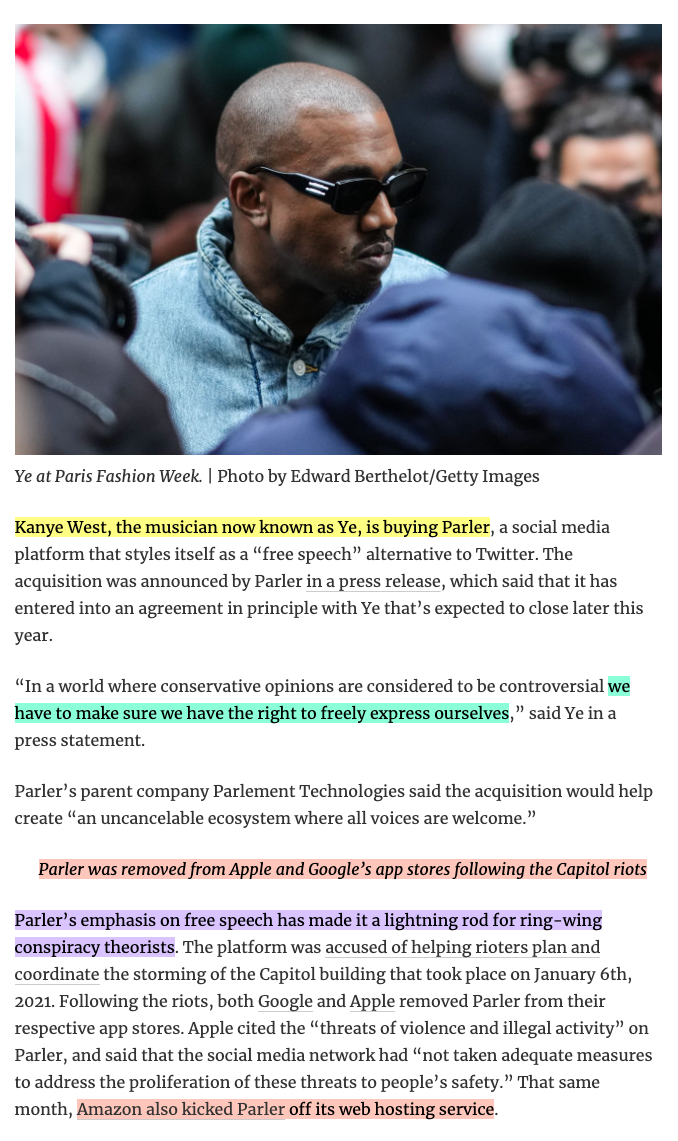 Ye at Paris Fashion Week. | Photo by Edward Berthelot/Getty Images
Kanye West, the musician now known as Ye, is buying Parler, a social media
platform that styles itself as a “free speech” alternative to Twitter. The
acquisition was announced by Parler in a press release, which said that it has
entered into an agreement in principle with Ye that’s expected to close later this
year.
“In a world where conservative opinions are considered to be controversial we
have to make sure we have the right to freely express ourselves,” said Ye in a
press statement.
Parler’s parent company Parlement Technologies said the acquisition would help
create “an uncancelable ecosystem where all voices are welcome.”
Parler was removed from Apple and Google’s app stores following the Capitol riots
Parler’s emphasis on free speech has made it a lightning rod for ring-wing
conspiracy theorists. The platform was accused of helping rioters plan and
coordinate the storming of the Capitol building that took place on January 6th,
2021. Following the riots, both Google and Apple removed Parler from their
respective app stores. Apple cited the “threats of violence and illegal activity” on
Parler, and said that the social media network had “not taken adequate measures
to address the proliferation of these threats to people’s safety.” That same
month, Amazon also kicked Parler off its web hosting service.